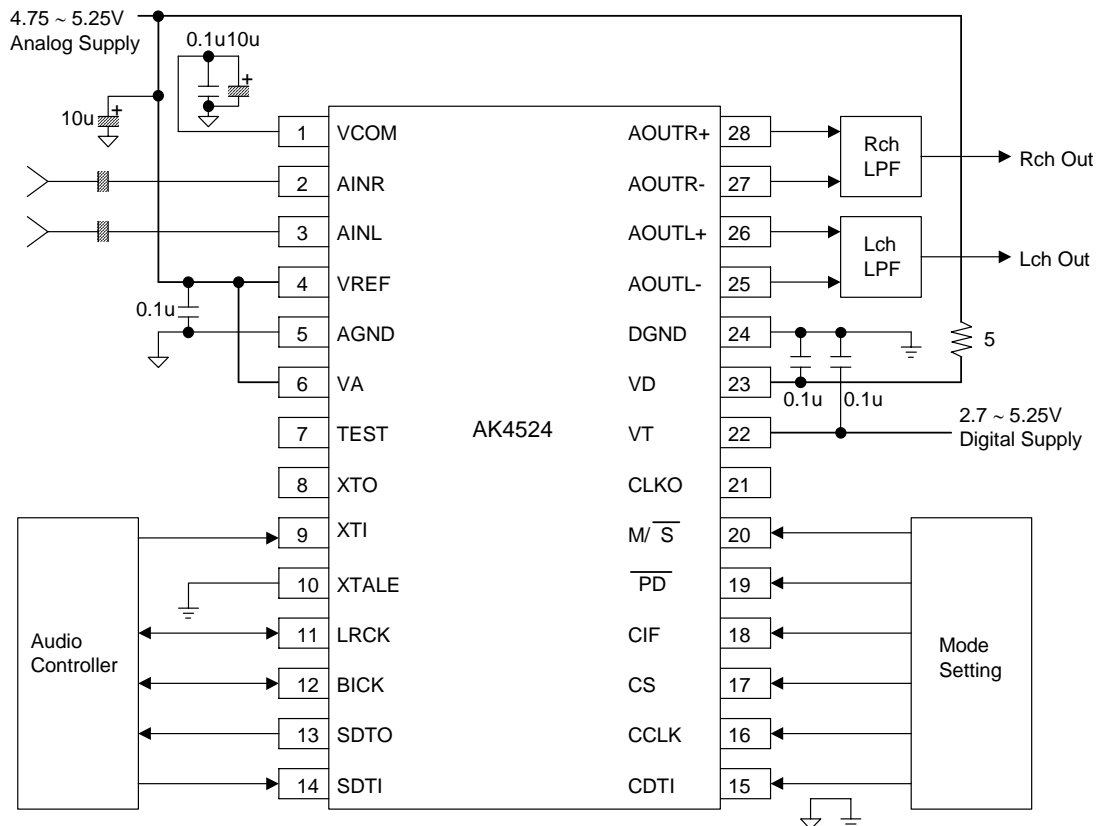 4.75 ~ 5.25V
Analog Supply
0.1u 10u
10u
1 VCOM
2 AINR
3 AINL
4 VREF
0.1u
5 AGND
6 VA
7 TEST
8 XTO
9 XTI
10 XTALE
11 LRCK
12 BICK
13 SDTO
14 SDTI
Audio
Controller
AK4524
AOUTR+ 28
AOUTR- 27
AOUTL+ 26
AOUTL- 25
DGND 24
VD 23
VT 22
CLKO 21
M/S̅ 20
P̅D̅ 19
CIF 18
CS 17
CCLK 16
CDTI 15
Rch
LPF
Rch Out
Lch
LPF
Lch Out
5
0.1u
0.1u
2.7 ~ 5.25V
Digital Supply
Mode
Setting